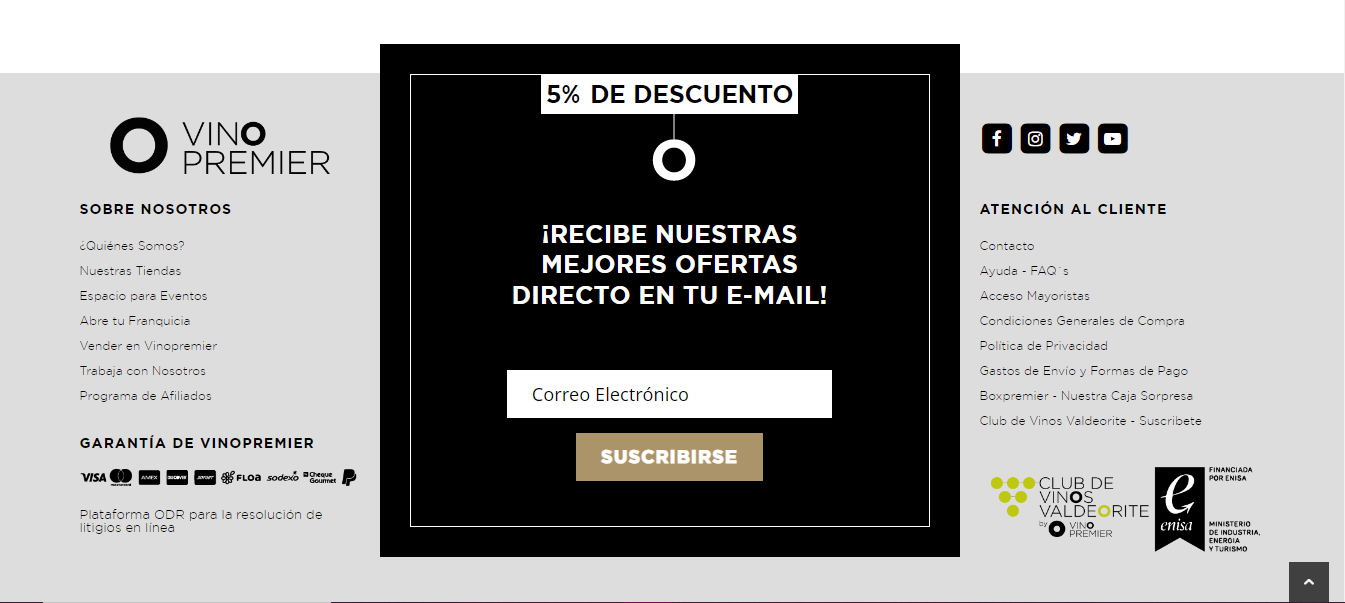 VINO
PREMIER
SOBRE NOSOTROS
¿Quiénes Somos?
Nuestras Tiendas
Espacio para Eventos
Abre tu Franquicia
Vender en Vinopremier
Trabaja con Nosotros
Programa de Afiliados
GARANTÍA DE VINOPREMIER
VISA mastercard AMEX DISCOVER FLOA sodexo Cheque
Gourmet
Plataforma ODR para la resolución de
litigios en línea
5% DE DESCUENTO
¡RECIBE NUESTRAS
MEJORES OFERTAS
DIRECTO EN TU E-MAIL!
Correo Electrónico
SUSCRIBIRSE
ATENCIÓN AL CLIENTE
Contacto
Ayuda - FAQ´s
Acceso Mayoristas
Condiciones Generales de Compra
Política de Privacidad
Gastos de Envío y Formas de Pago
Boxpremier - Nuestra Caja Sorpresa
Club de Vinos Valdeorite - Suscribete
CLUB DE
VINOS
VALDEORITE
by VINO
PREMIER
e
enisa
FINANCIADA
POR ENISA
MINISTERIO
DE INDUSTRIA,
ENERGIA
Y TURISMO